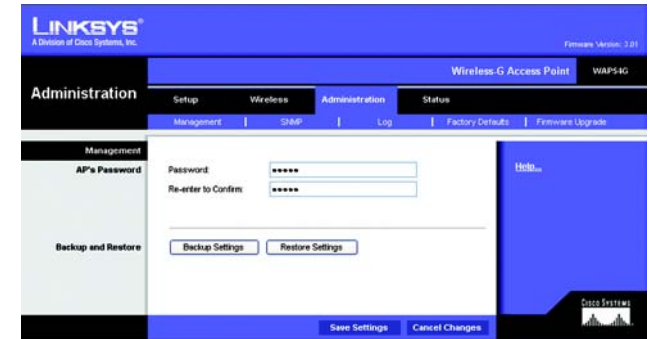 LINKSYS®
A Division of Cisco Systems, Inc.
Firmware Version: 3.01
Wireless-G Access Point WAP54G
Administration
Setup Wireless Administration Status
Management | SNMP | Log | Factory Defaults | Firmware Upgrade
Management
AP's Password
Password:
Help...
Re-enter to Confirm:
Backup and Restore
Backup Settings Restore Settings
CISCO SYSTEMS
Save Settings Cancel Changes